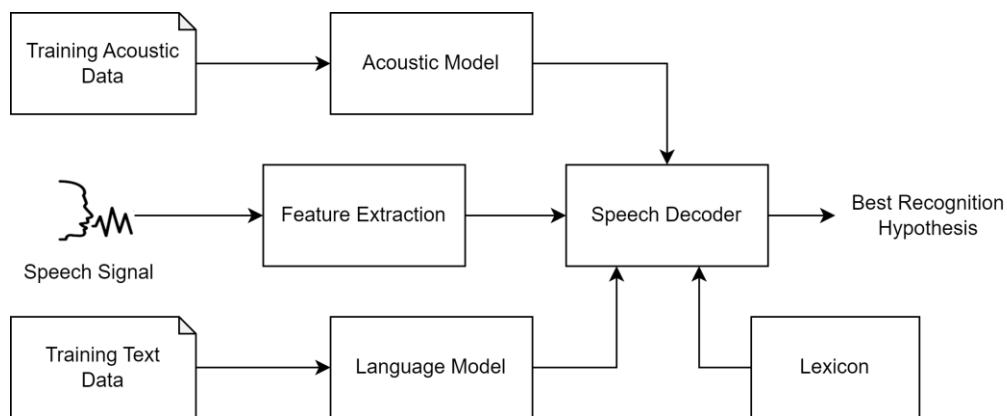 Training Acoustic
Data
Acoustic Model
Feature Extraction
Speech Decoder
Best Recognition
Hypothesis
Speech Signal
Training Text
Data
Language Model
Lexicon